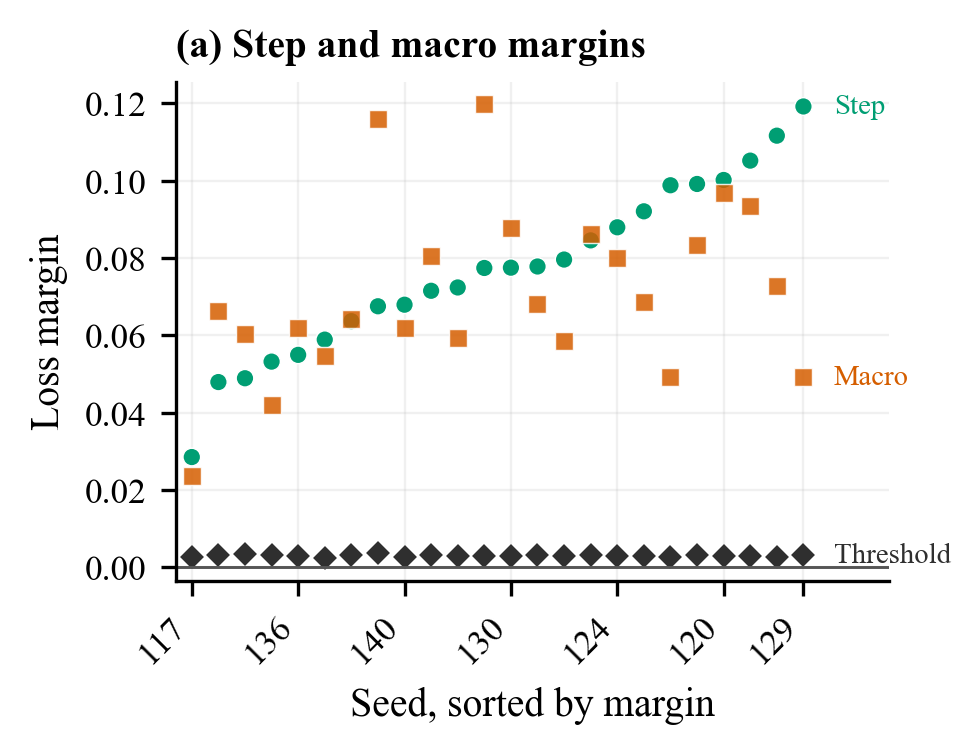 (a) Step and macro margins
0.12
0.10
0.08
0.06
0.04
0.02
0.00
Loss margin
Step
Macro
Threshold
117
136
140
130
124
120
129
Seed, sorted by margin